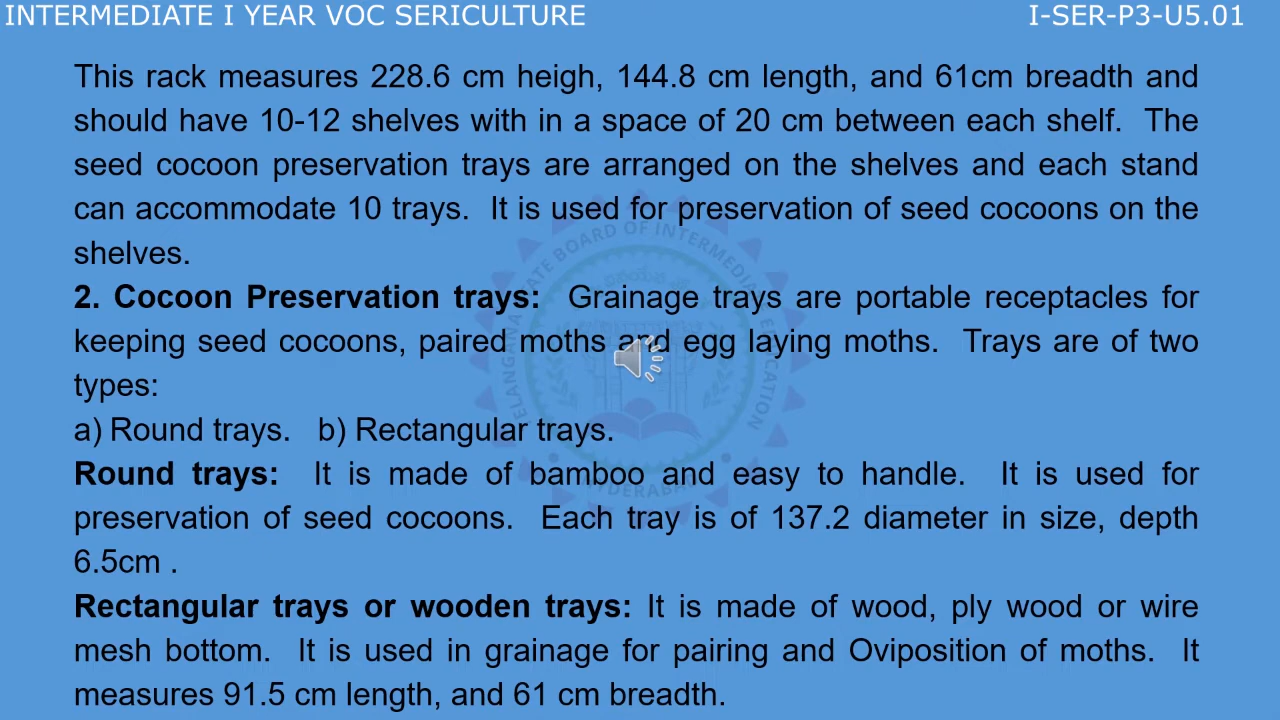 INTERMEDIATE I YEAR VOC SERICULTURE I-SER-P3-U5.01
This rack measures 228.6 cm heigh, 144.8 cm length, and 61cm breadth and
should have 10-12 shelves with in a space of 20 cm between each shelf. The
seed cocoon preservation trays are arranged on the shelves and each stand
can accommodate 10 trays. It is used for preservation of seed cocoons on the
shelves.
2. Cocoon Preservation trays: Grainage trays are portable receptacles for
keeping seed cocoons, paired moths and egg laying moths. Trays are of two
types:
a) Round trays. b) Rectangular trays.
Round trays: It is made of bamboo and easy to handle. It is used for
preservation of seed cocoons. Each tray is of 137.2 diameter in size, depth
6.5cm .
Rectangular trays or wooden trays: It is made of wood, ply wood or wire
mesh bottom. It is used in grainage for pairing and Oviposition of moths. It
measures 91.5 cm length, and 61 cm breadth.
TELANGANA STATE BOARD OF INTERMEDIATE EDUCATION
HYDERABAD